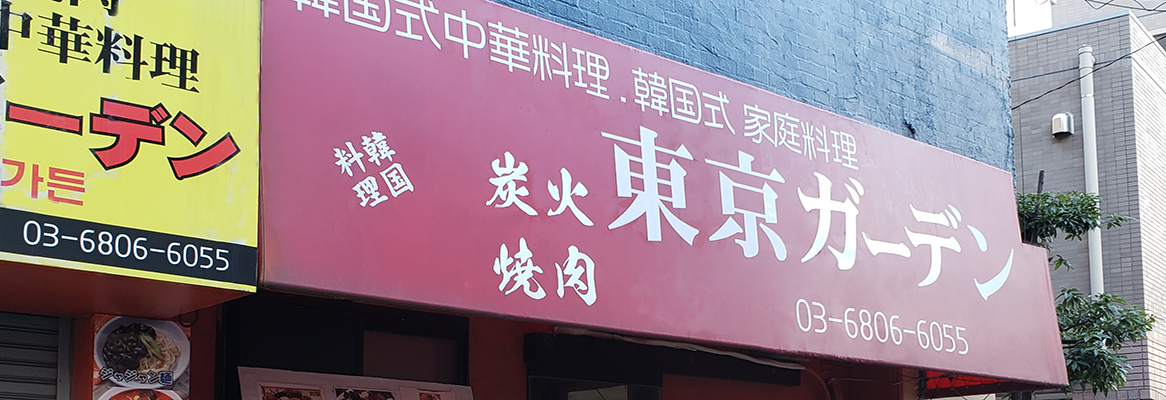 中華料理
ーデン
가든
03-6806-6055
韓国式中華料理.韓国式 家庭料理
韓国
料理
炭火
焼肉
東京ガーデン
03-6806-6055
ジャジャン麺